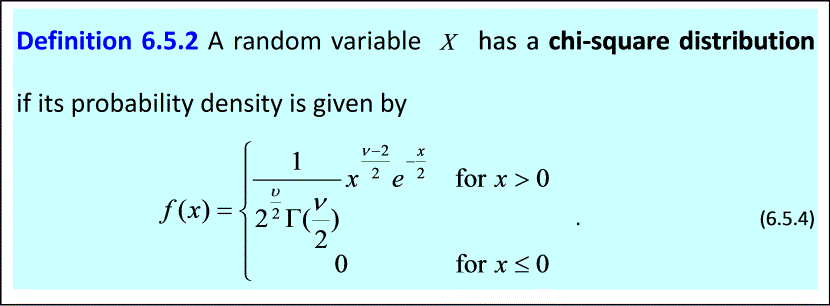 Definition 6.5.2 A random variable X has a chi-square distribution
if its probability density is given by
f(x) = { 1 / (2^{υ/2} Γ(ν/2)) x^{(ν−2)/2} e^{−x/2} for x > 0
0 for x ≤ 0 . (6.5.4)